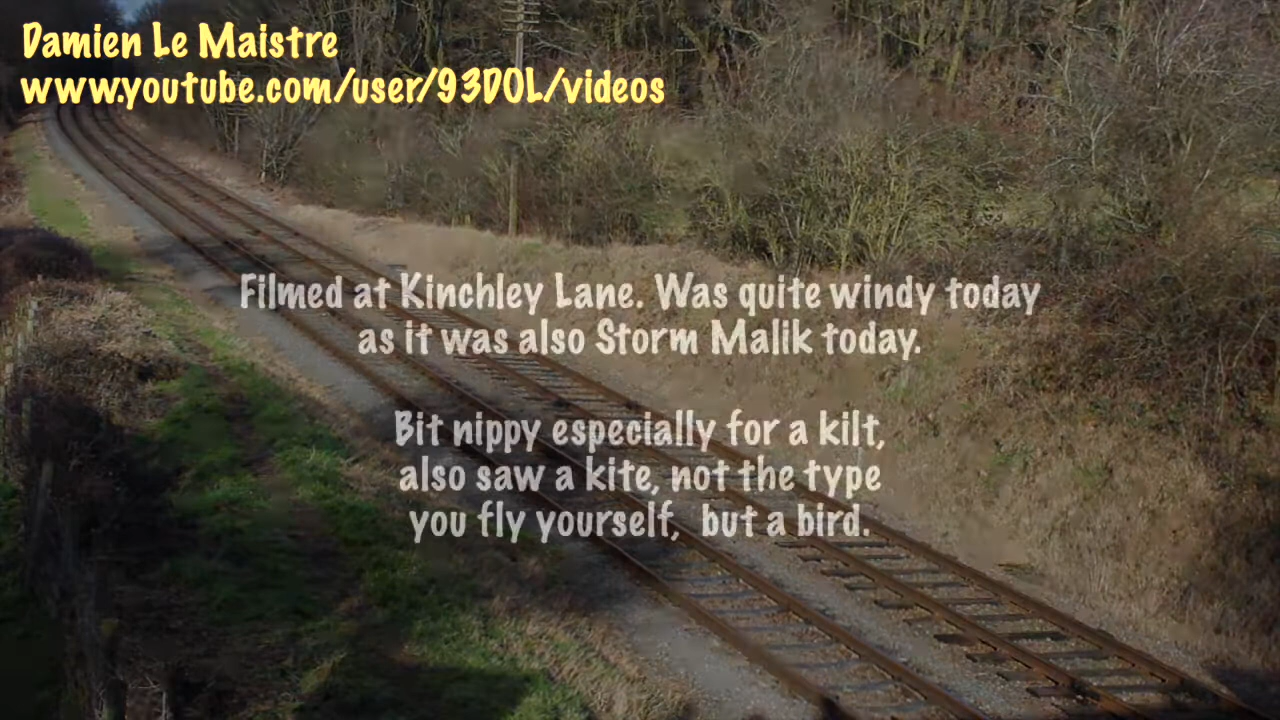 Damien Le Maistre
www.youtube.com/user/93DOL/videos
Filmed at Kinchley Lane. Was quite windy today
as it was also Storm Malik today.
Bit nippy especially for a kilt,
also saw a kite, not the type
you fly yourself, but a bird.